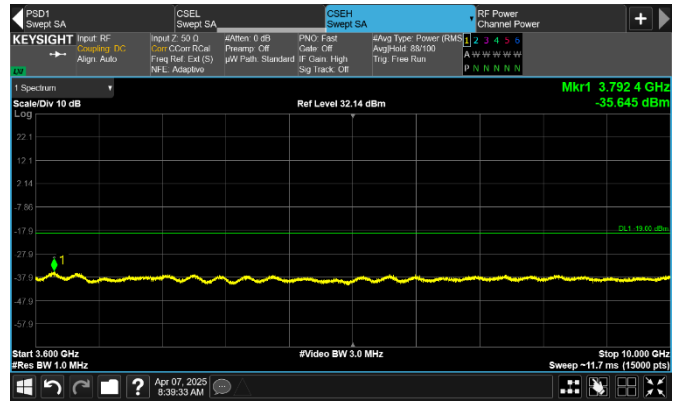 PSD1
Swept SA
CSEL
Swept SA
CSEH
Swept SA
RF Power
Channel Power
+
KEYSIGHT
Input: RF
Coupling: DC
Align: Auto
Input Z: 50 Ω
Corr CCorr RCal
Freq Ref: Ext (S)
NFE: Adaptive
#Atten: 0 dB
Preamp: Off
µW Path: Standard
PNO: Fast
Gate: Off
IF Gain: High
Sig Track: Off
#Avg Type: Power (RMS
Avg|Hold: 88/100
Trig: Free Run
1 2 3 4 5 6
A W W W W W
P N N N N N
1 Spectrum
Scale/Div 10 dB
Log
Ref Level 32.14 dBm
Mkr1 3.792 4 GHz
-35.645 dBm
22.1
12.1
2.14
-7.86
-17.9
DL1 -19.00 dBm
-27.9
1
-37.9
-47.9
-57.9
Start 3.600 GHz
#Res BW 1.0 MHz
#Video BW 3.0 MHz
Stop 10.000 GHz
Sweep ~11.7 ms (15000 pts)
?
Apr 07, 2025
8:39:33 AM